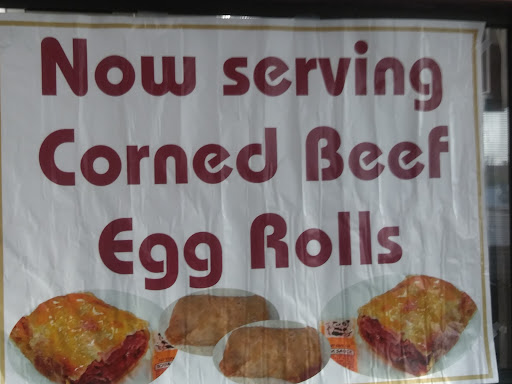 Now serving
Corned Beef
Egg Rolls